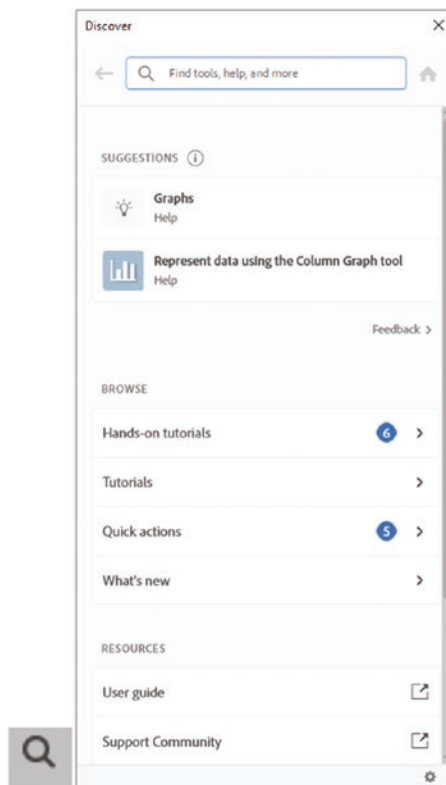 Discover
Find tools, help, and more
SUGGESTIONS
Graphs
Help
Represent data using the Column Graph tool
Help
Feedback >
BROWSE
Hands-on tutorials 6 >
Tutorials >
Quick actions 5 >
What's new >
RESOURCES
User guide
Support Community